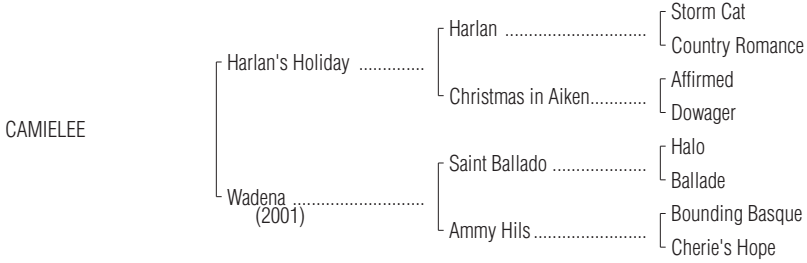 Storm Cat
Harlan ..............................
Country Romance
Harlan's Holiday ..............
Affirmed
Christmas in Aiken............
Dowager
CAMIELEE
Halo
Saint Ballado ....................
Ballade
Wadena ............................
(2001)
Bounding Basque
Ammy Hils ........................
Cherie's Hope